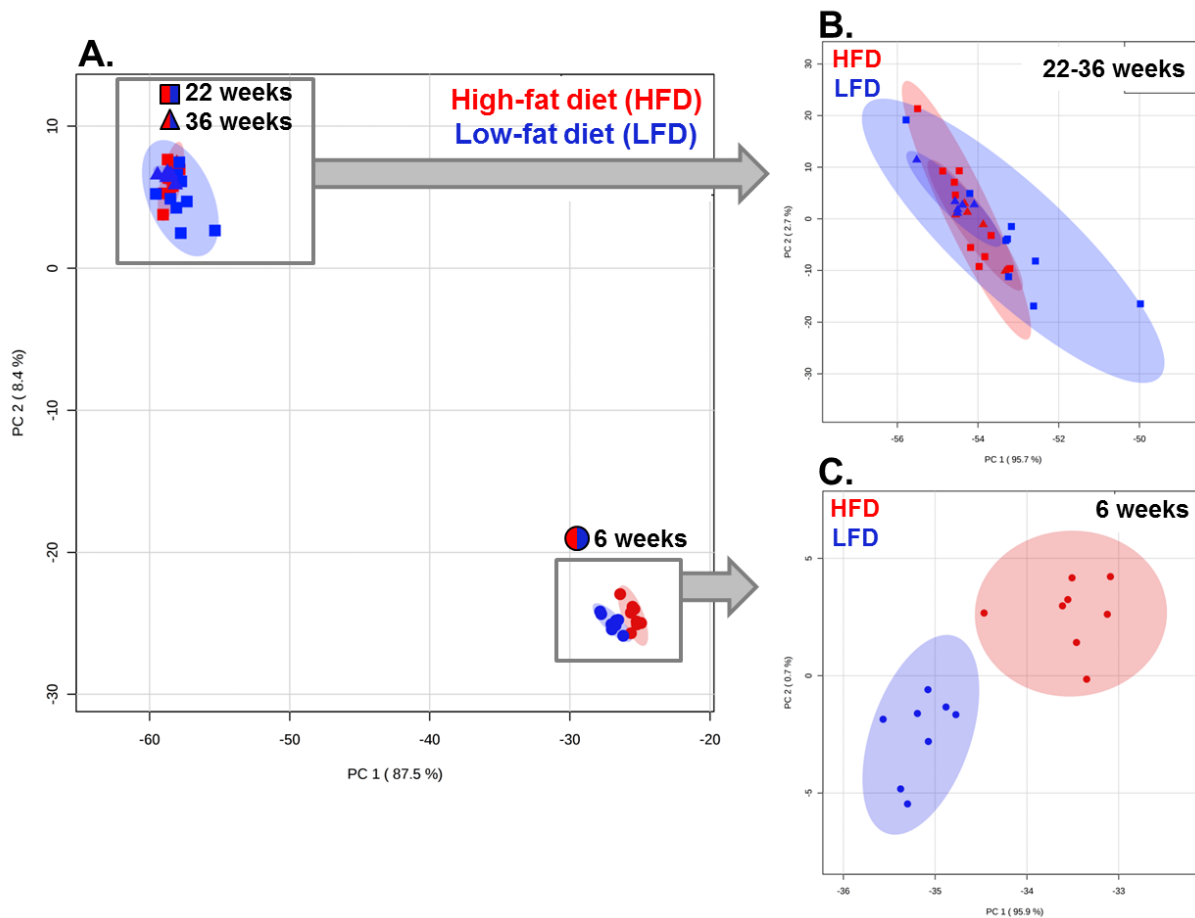 A.
22 weeks
36 weeks
High-fat diet (HFD)
Low-fat diet (LFD)
10
0
-10
-20
-30
PC 2 ( 8.4 %)
6 weeks
-60
-50
-40
-30
-20
PC 1 ( 87.5 %)
B.
HFD
LFD
22-36 weeks
30
20
10
0
-10
-20
-30
PC 2 ( 2.7 %)
-56
-54
-52
-50
PC 1 ( 95.7 %)
C.
HFD
LFD
6 weeks
5
0
-5
PC 2 ( 0.7 %)
-36
-35
-34
-33
PC 1 ( 95.9 %)